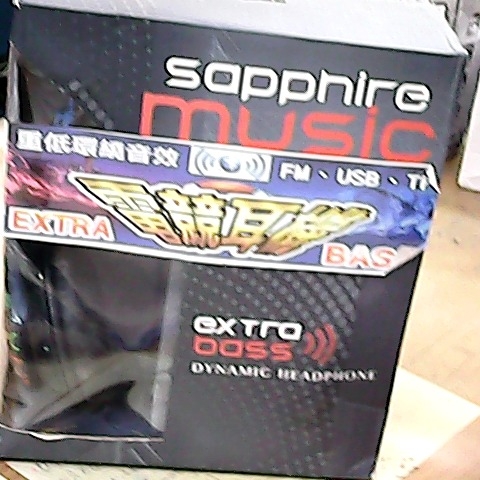 sapphire
music
重低環繞音效
FM、USB、T
電競耳機
EXTRA
BAS
extra
bass
DYNAMIC HEADPHONE